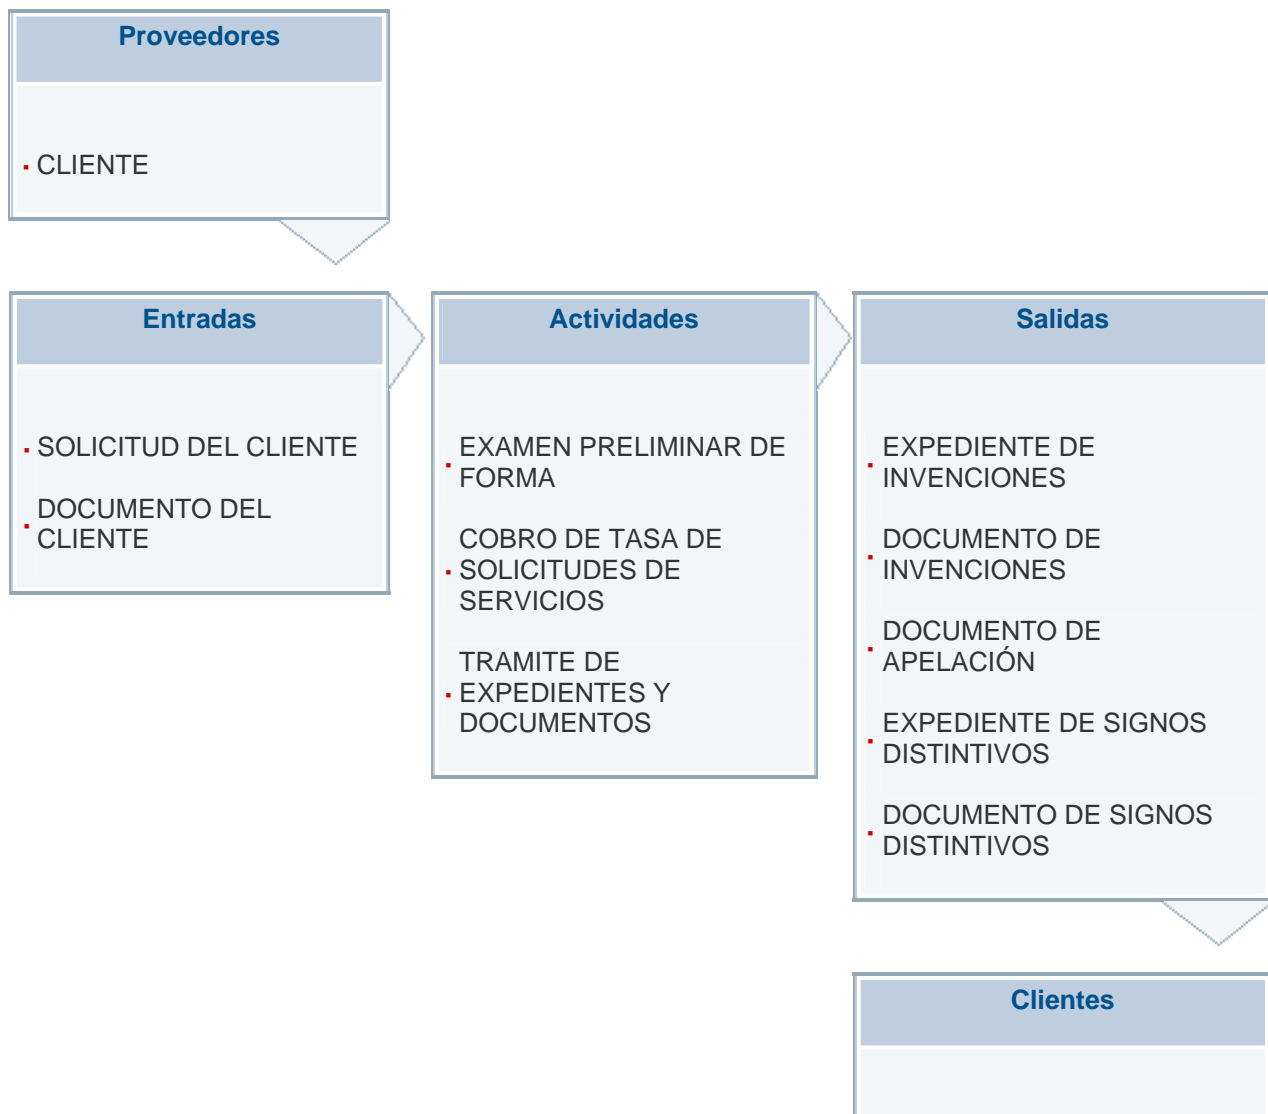 Proveedores
CLIENTE
Entradas
SOLICITUD DEL CLIENTE
DOCUMENTO DEL
CLIENTE
Actividades
EXAMEN PRELIMINAR DE
FORMA
COBRO DE TASA DE
SOLICITUDES DE
SERVICIOS
TRAMITE DE
EXPEDIENTES Y
DOCUMENTOS
Salidas
EXPEDIENTE DE
INVENCIONES
DOCUMENTO DE
INVENCIONES
DOCUMENTO DE
APELACIÓN
EXPEDIENTE DE SIGNOS
DISTINTIVOS
DOCUMENTO DE SIGNOS
DISTINTIVOS
Clientes